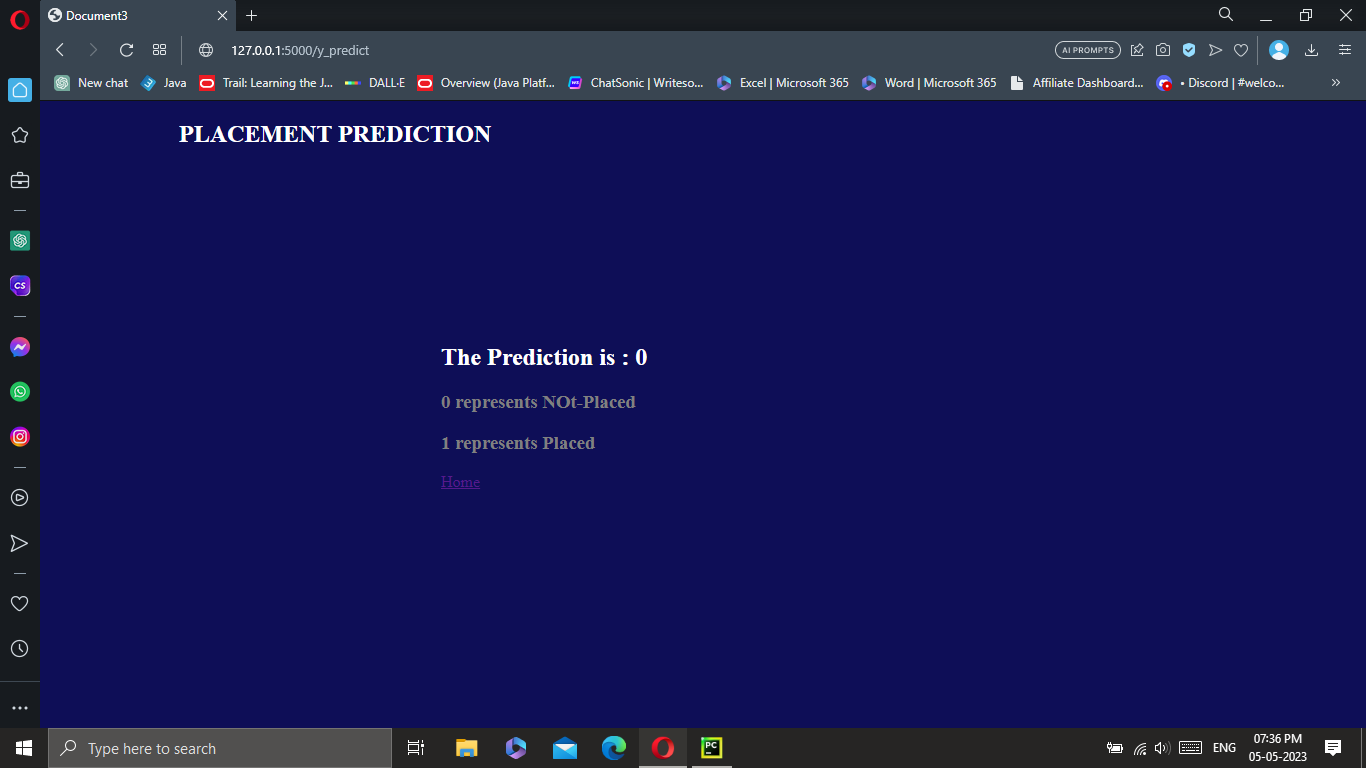 Document3
127.0.0.1:5000/y_predict
AI PROMPTS
New chat
Java
Trail: Learning the J...
DALL·E
Overview (Java Platf...
ChatSonic | Writeso...
Excel | Microsoft 365
Word | Microsoft 365
Affiliate Dashboard...
• Discord | #welco...
PLACEMENT PREDICTION
CS
The Prediction is : 0
0 represents NOt-Placed
1 represents Placed
Home
Type here to search
PC
ENG
07:36 PM
05-05-2023